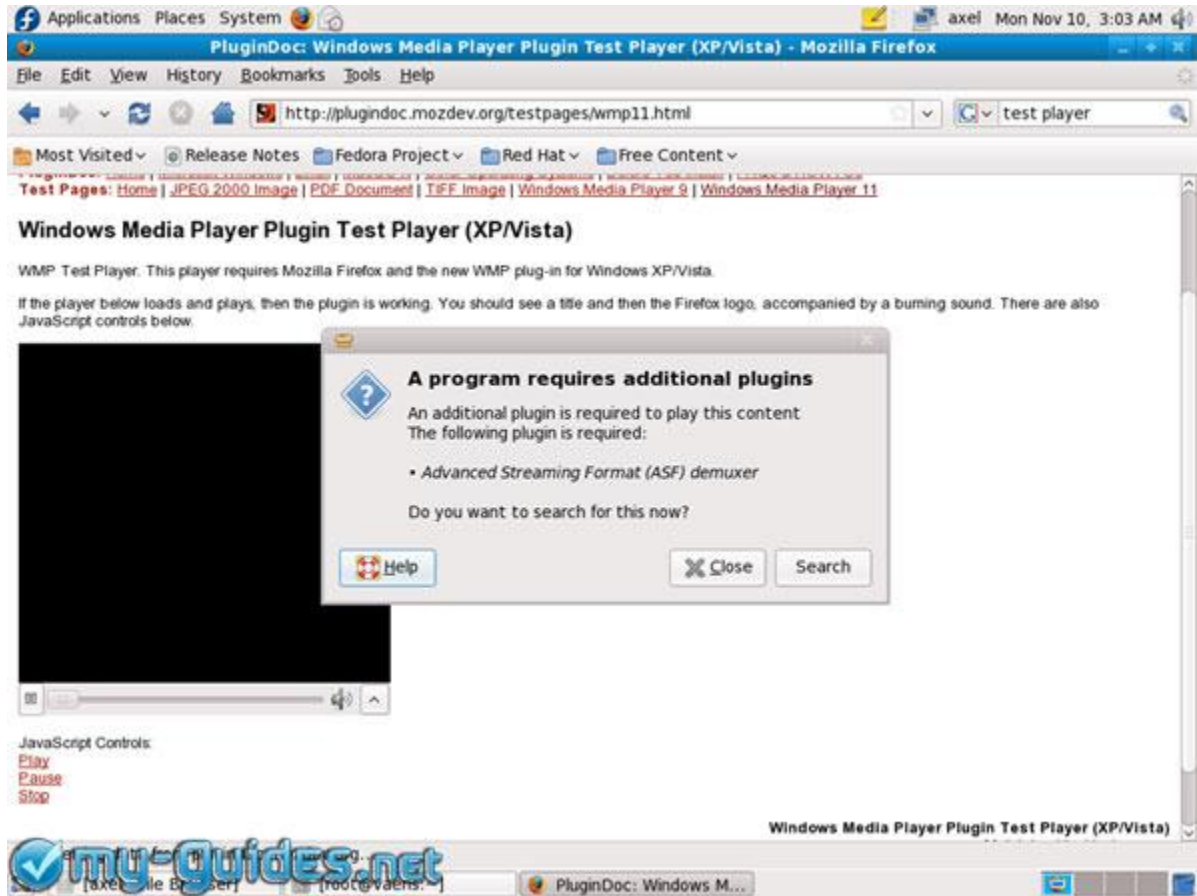 Applications Places System axel Mon Nov 10, 3:03 AM
PluginDoc: Windows Media Player Plugin Test Player (XP/Vista) - Mozilla Firefox
File Edit View History Bookmarks Tools Help
http://plugindoc.mozdev.org/testpages/wmp11.html test player
Most Visited Release Notes Fedora Project Red Hat Free Content
Test Pages: Home | JPEG 2000 Image | PDF Document | TIFF Image | Windows Media Player 9 | Windows Media Player 11
Windows Media Player Plugin Test Player (XP/Vista)
WMP Test Player. This player requires Mozilla Firefox and the new WMP plug-in for Windows XP/Vista.
If the player below loads and plays, then the plugin is working. You should see a title and then the Firefox logo, accompanied by a burning sound. There are also
JavaScript controls below.
A program requires additional plugins
An additional plugin is required to play this content
The following plugin is required:
• Advanced Streaming Format (ASF) demuxer
Do you want to search for this now?
Help Close Search
JavaScript Controls:
Play
Pause
Stop
Windows Media Player Plugin Test Player (XP/Vista)
my-guides.net
PluginDoc: Windows M...